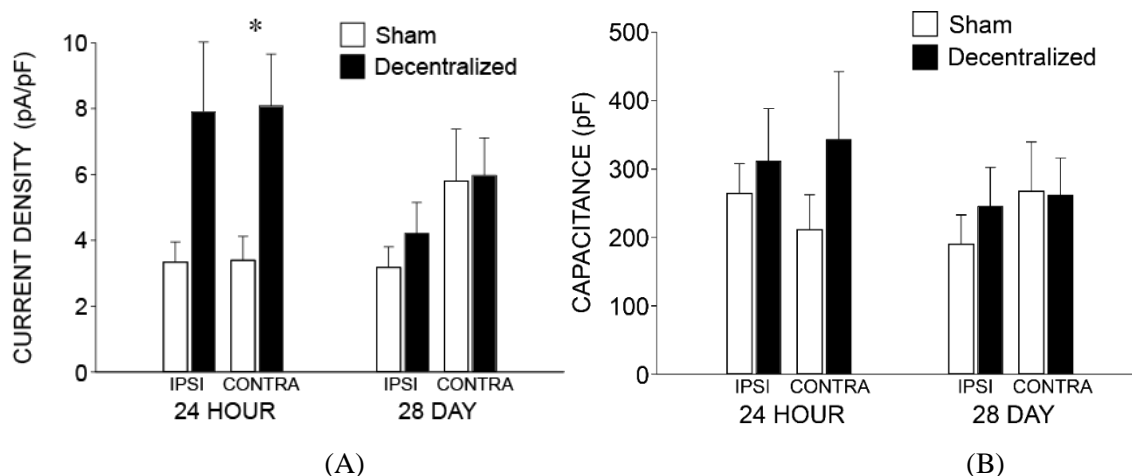 *
CURRENT DENSITY (pA/pF)
10
8
6
4
2
0
Sham
Decentralized
IPSI CONTRA IPSI CONTRA
24 HOUR 28 DAY
(A)
CAPACITANCE (pF)
500
400
300
200
100
0
Sham
Decentralized
IPSI CONTRA IPSI CONTRA
24 HOUR 28 DAY
(B)